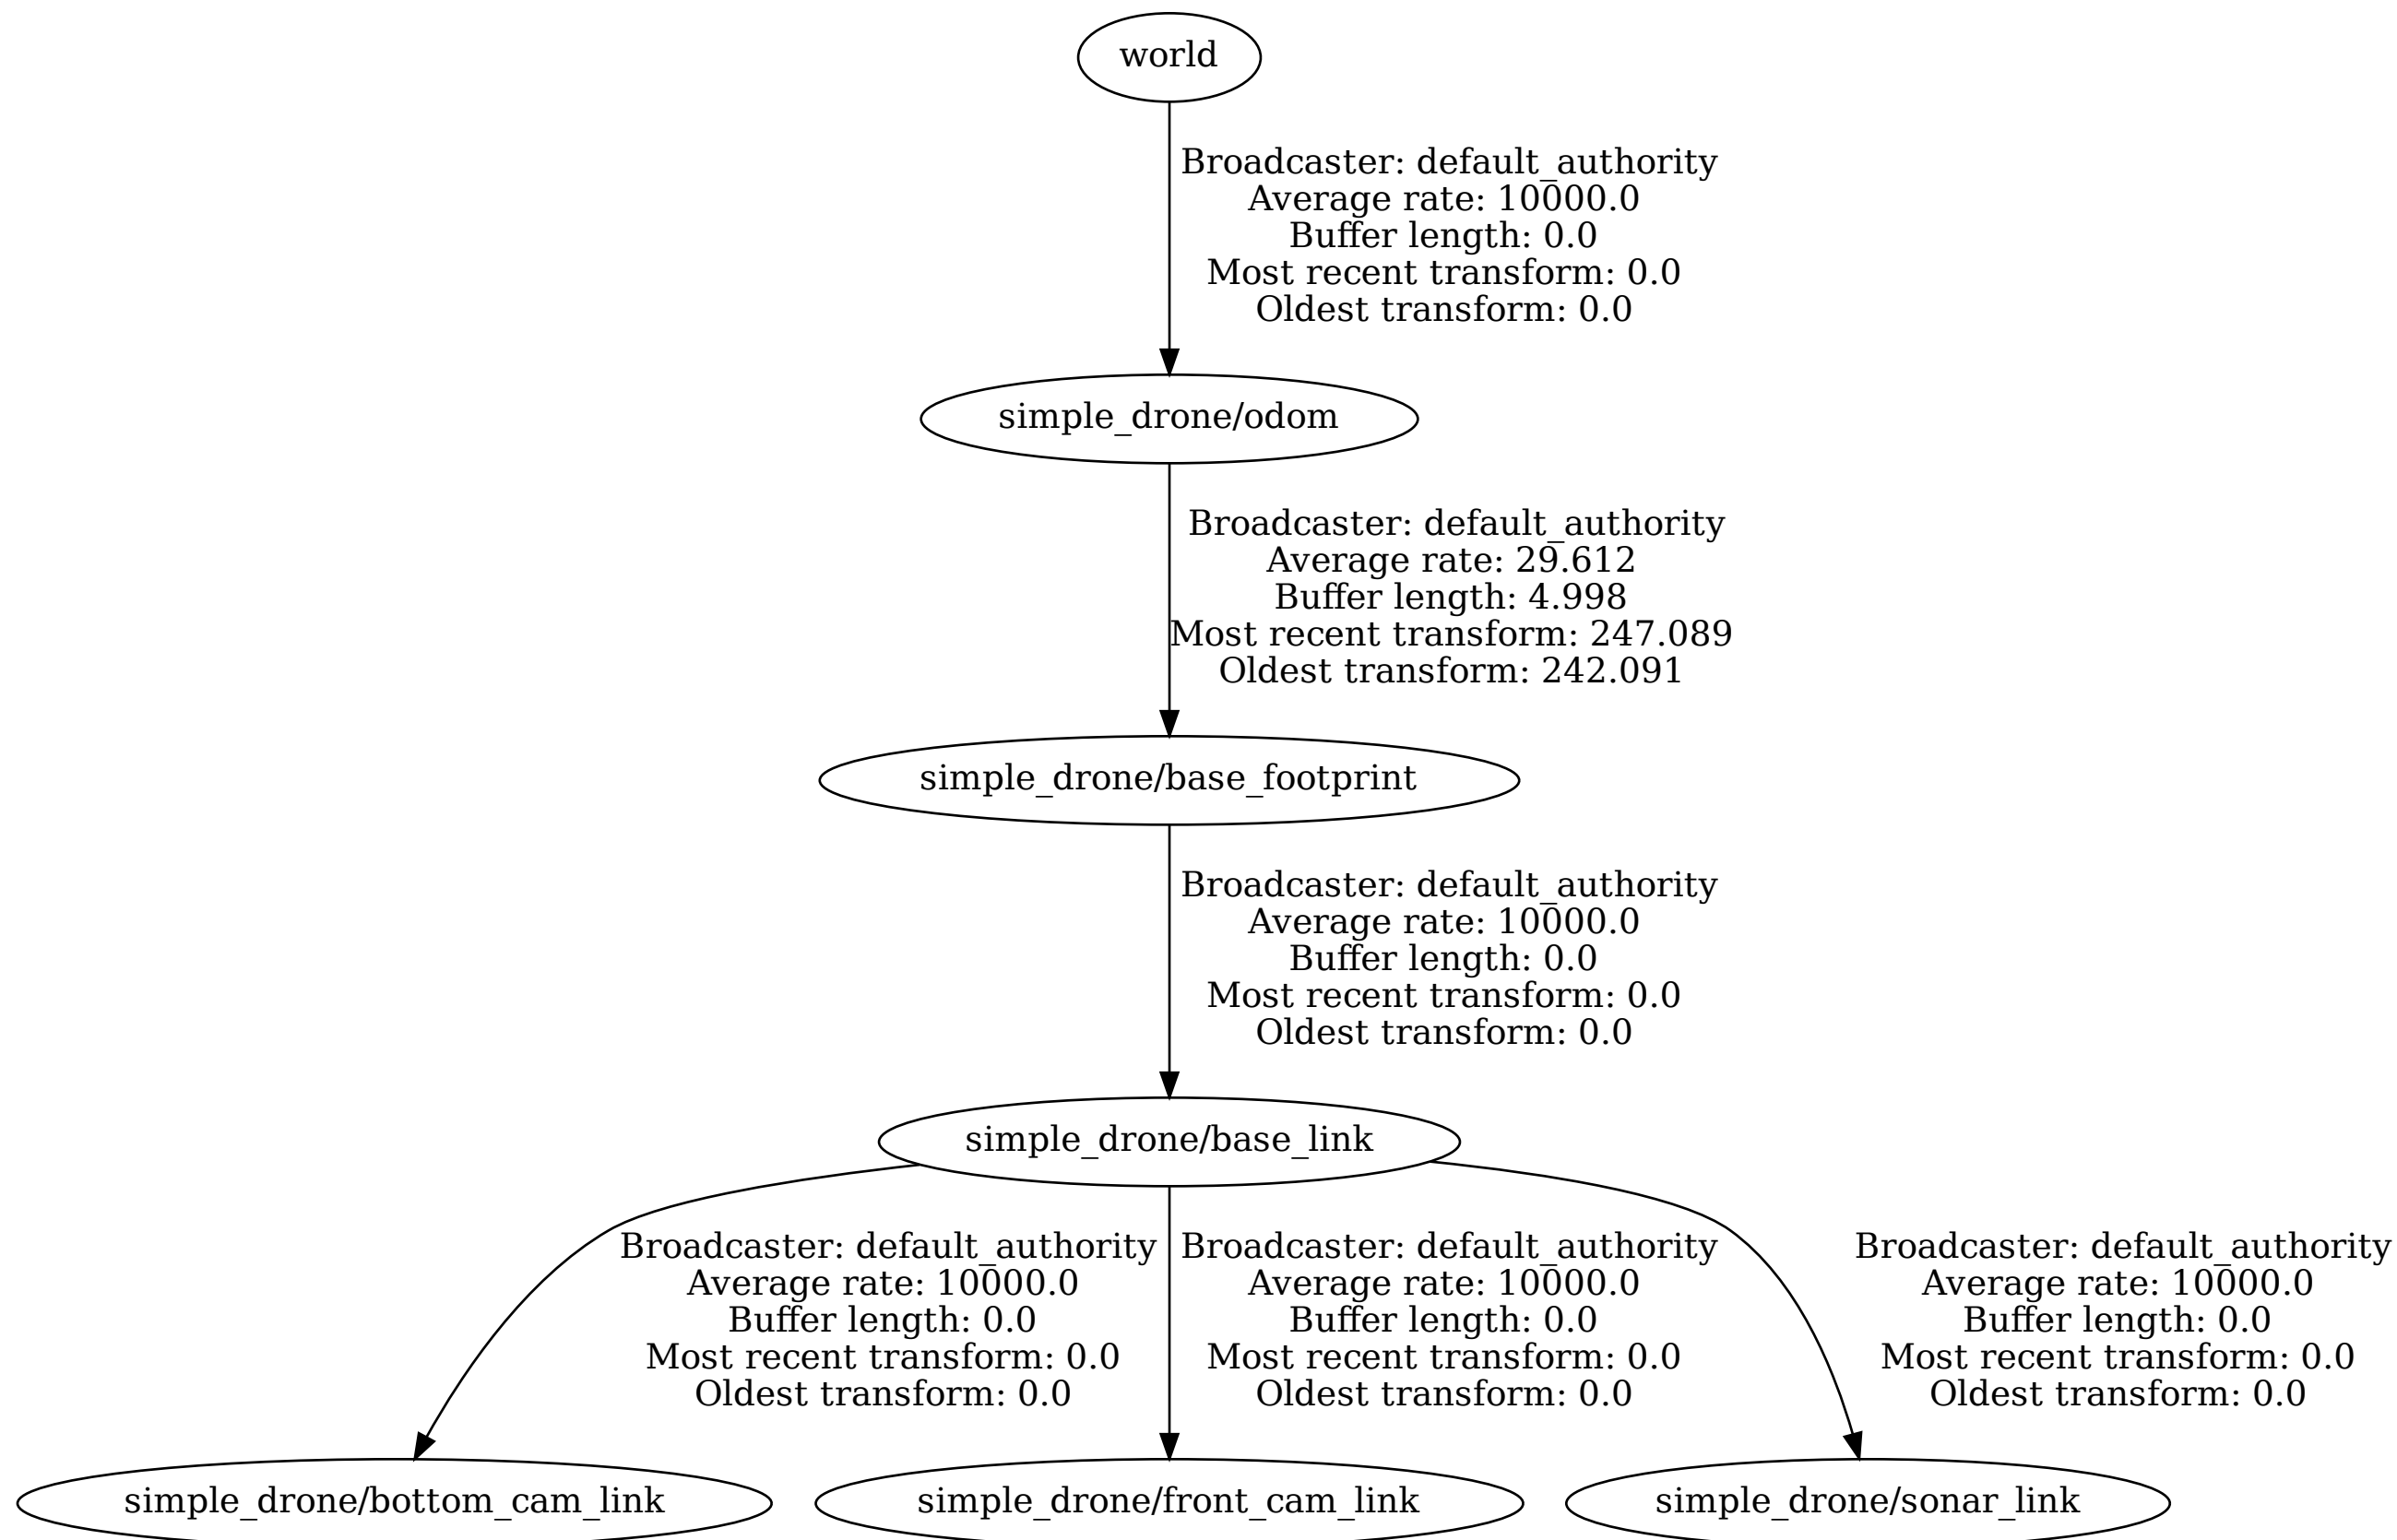 world
Broadcaster: default_authority
Average rate: 10000.0
Buffer length: 0.0
Most recent transform: 0.0
Oldest transform: 0.0
simple_drone/odom
Broadcaster: default_authority
Average rate: 29.612
Buffer length: 4.998
Most recent transform: 247.089
Oldest transform: 242.091
simple_drone/base_footprint
Broadcaster: default_authority
Average rate: 10000.0
Buffer length: 0.0
Most recent transform: 0.0
Oldest transform: 0.0
simple_drone/base_link
Broadcaster: default_authority
Average rate: 10000.0
Buffer length: 0.0
Most recent transform: 0.0
Oldest transform: 0.0
Broadcaster: default_authority
Average rate: 10000.0
Buffer length: 0.0
Most recent transform: 0.0
Oldest transform: 0.0
Broadcaster: default_authority
Average rate: 10000.0
Buffer length: 0.0
Most recent transform: 0.0
Oldest transform: 0.0
simple_drone/bottom_cam_link
simple_drone/front_cam_link
simple_drone/sonar_link